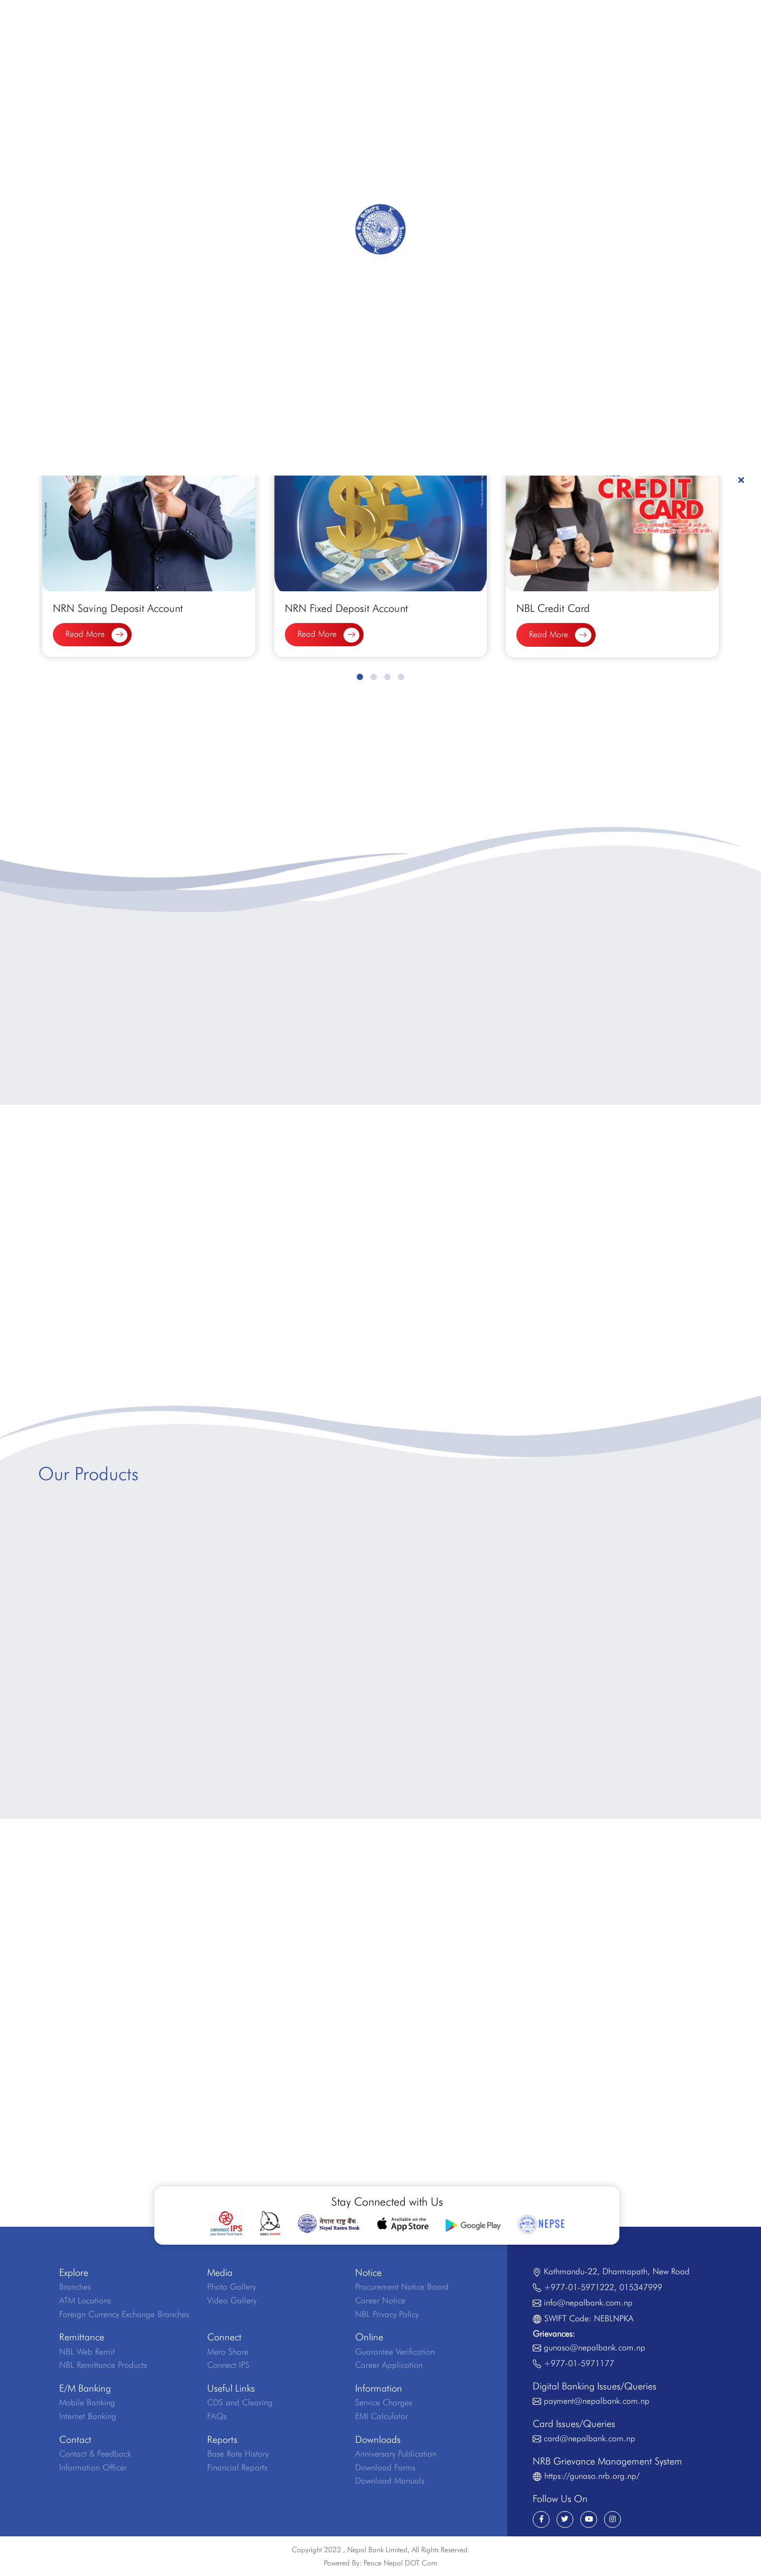 CREDIT
CARD
NRN Saving Deposit Account
Read More
NRN Fixed Deposit Account
Read More
NBL Credit Card
Read More
Our Products
Stay Connected with Us
connect IPS
नेपाल राष्ट्र बैंक
Nepal Rastra Bank
Available on the
App Store
Google Play
NEPSE
Explore
Branches
ATM Locations
Foreign Currency Exchange Branches
Remittance
NBL Web Remit
NBL Remittance Products
E/M Banking
Mobile Banking
Internet Banking
Contact
Contact & Feedback
Information Officer
Media
Photo Gallery
Video Gallery
Connect
Mero Share
Connect IPS
Useful Links
CDS and Clearing
FAQs
Reports
Base Rate History
Financial Reports
Notice
Procurement Notice Board
Career Notice
NBL Privacy Policy
Online
Guarantee Verification
Career Application
Information
Service Charges
EMI Calculator
Downloads
Anniversary Publication
Download Forms
Download Manuals
Kathmandu-22, Dharmapath, New Road
+977-01-5971222, 015347999
info@nepalbank.com.np
SWIFT Code: NEBLNPKA
Grievances:
gunaso@nepalbank.com.np
+977-01-5971177
Digital Banking Issues/Queries
payment@nepalbank.com.np
Card Issues/Queries
card@nepalbank.com.np
NRB Grievance Management System
https://gunaso.nrb.org.np/
Follow Us On
Copyright 2023 , Nepal Bank Limited, All Rights Reserved.
Powered By: Peace Nepal DOT Com